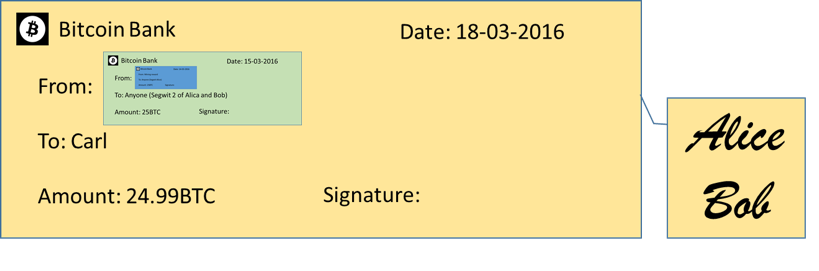 Bitcoin Bank
Date: 18-03-2016
From:
Bitcoin Bank
Date: 15-03-2016
From:
To: Anyone (Segwit 2 of Alica and Bob)
Amount: 25BTC
Signature:
To: Carl
Amount: 24.99BTC
Signature:
Alice
Bob